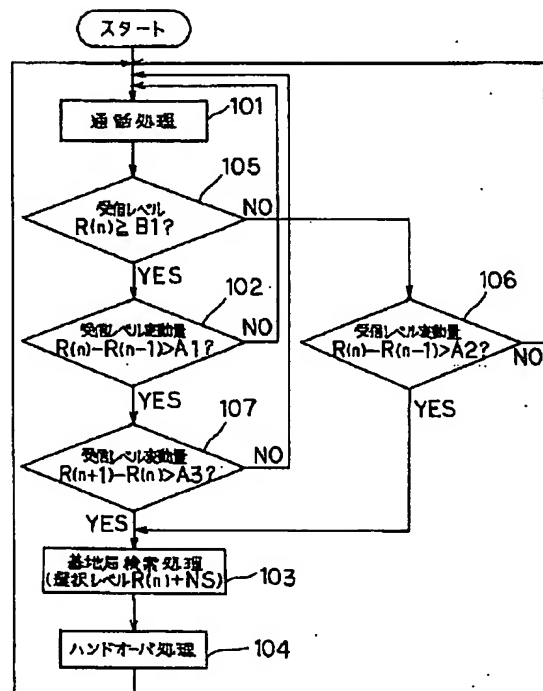 スタート
通話処理
101
105
受信レベル
R(n)≧B1?
NO
YES
102
受信レベル変動量
R(n)-R(n-1)>A1?
NO
YES
106
受信レベル変動量
R(n)-R(n-1)>A2?
NO
YES
107
受信レベル変動量
R(n+1)-R(n)>A3?
NO
YES
基地局検索処理
(選択レベルR(n)+NS)
103
ハンドオーバ処理
104